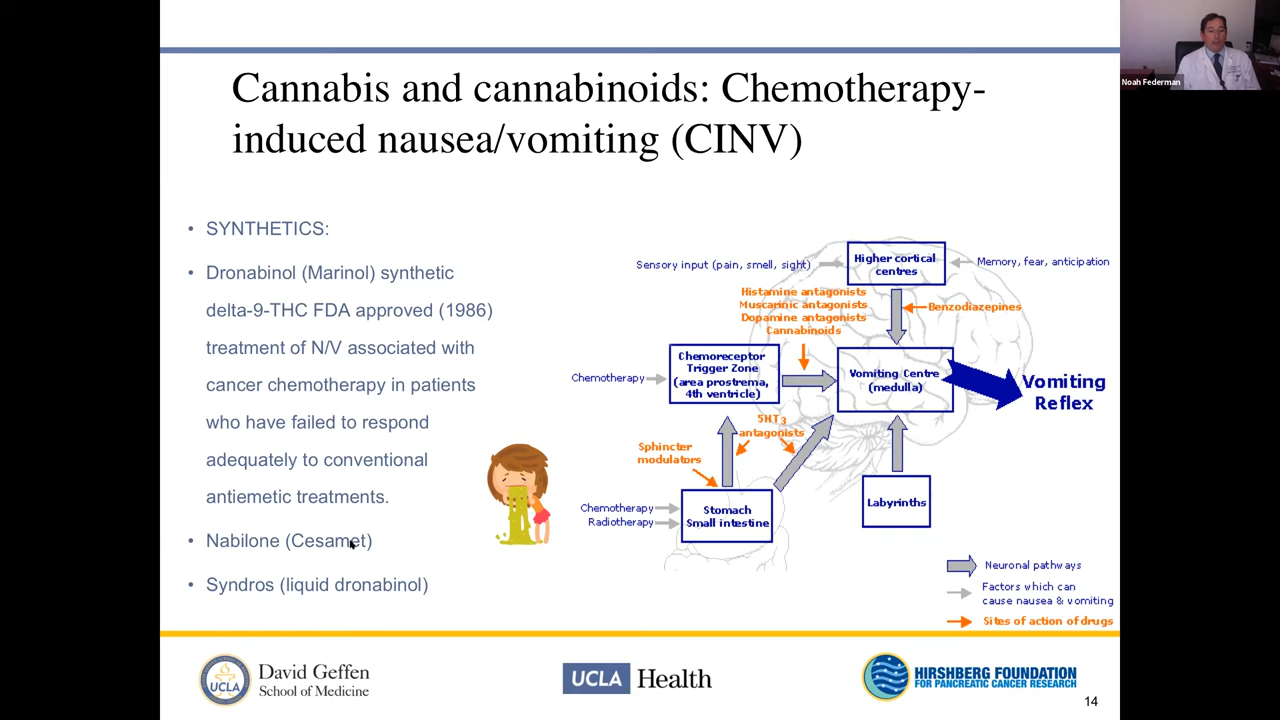 Noah Federman
Cannabis and cannabinoids: Chemotherapy-
induced nausea/vomiting (CINV)
• SYNTHETICS:
• Dronabinol (Marinol) synthetic
delta-9-THC FDA approved (1986)
treatment of N/V associated with
cancer chemotherapy in patients
who have failed to respond
adequately to conventional
antiemetic treatments.
• Nabilone (Cesamet)
• Syndros (liquid dronabinol)
Sensory input (pain, smell, sight)
Higher cortical
centres
Memory, fear, anticipation
Histamine antagonists
Muscarinic antagonists
Dopamine antagonists
Cannabinoids
Benzodiazepines
Chemotherapy
Chemoreceptor
Trigger Zone
(area prostrema,
4th ventricle)
Vomiting Centre
(medulla)
Vomiting
Reflex
5HT3
antagonists
Sphincter
modulators
Chemotherapy
Radiotherapy
Stomach
Small intestine
Labyrinths
Neuronal pathways
Factors which can
cause nausea & vomiting
Sites of action of drugs
UCLA
David Geffen
School of Medicine
UCLA Health
HIRSHBERG FOUNDATION
FOR PANCREATIC CANCER RESEARCH
14